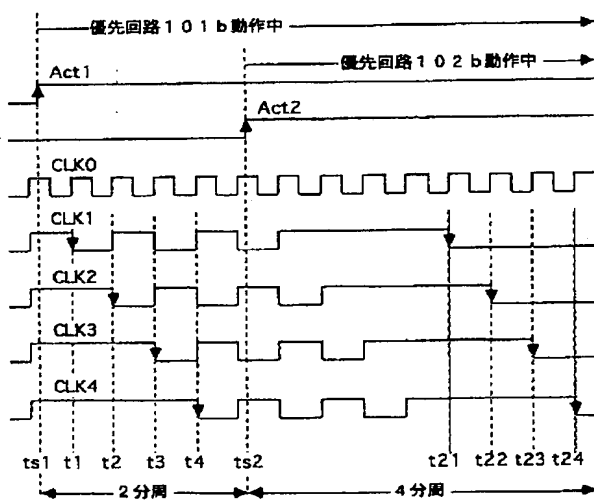 優先回路１０１ｂ動作中
優先回路１０２ｂ動作中
Act1
Act2
CLK0
CLK1
CLK2
CLK3
CLK4
ts1 t1 t2 t3 t4 ts2 t21 t22 t23 t24
２分周 ４分周